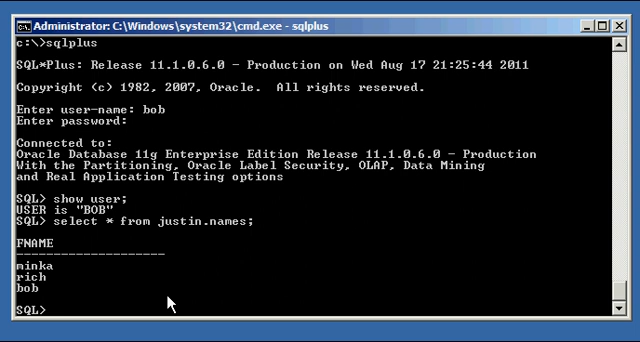 Administrator: C:\Windows\system32\cmd.exe - sqlplus
c:\>sqlplus
SQL*Plus: Release 11.1.0.6.0 - Production on Wed Aug 17 21:25:44 2011
Copyright (c) 1982, 2007, Oracle.  All rights reserved.
Enter user-name: bob
Enter password:
Connected to:
Oracle Database 11g Enterprise Edition Release 11.1.0.6.0 - Production
With the Partitioning, Oracle Label Security, OLAP, Data Mining
and Real Application Testing options
SQL> show user;
USER is "BOB"
SQL> select * from justin.names;
FNAME
--------------------
minka
rich
bob
SQL>